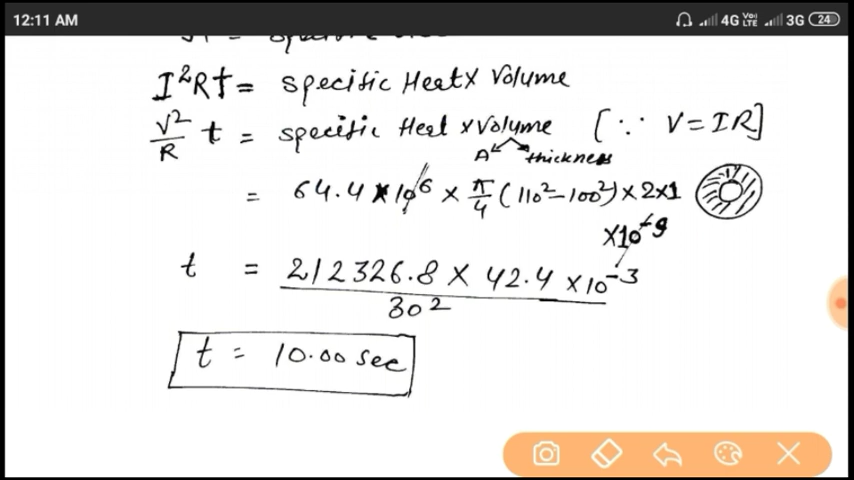 12:11 AM 4G VoLTE 3G 24
I²Rt = specific Heat x Volume
V²/R t = specific Heat x volume [∵ V = IR]
A thickness
= 64.4 x 10⁶ x π/4 (110² - 100²) x 2x1
x10⁻⁹
t = 212326.8 x 42.4 x 10⁻³ / 30²
t = 10.00 sec